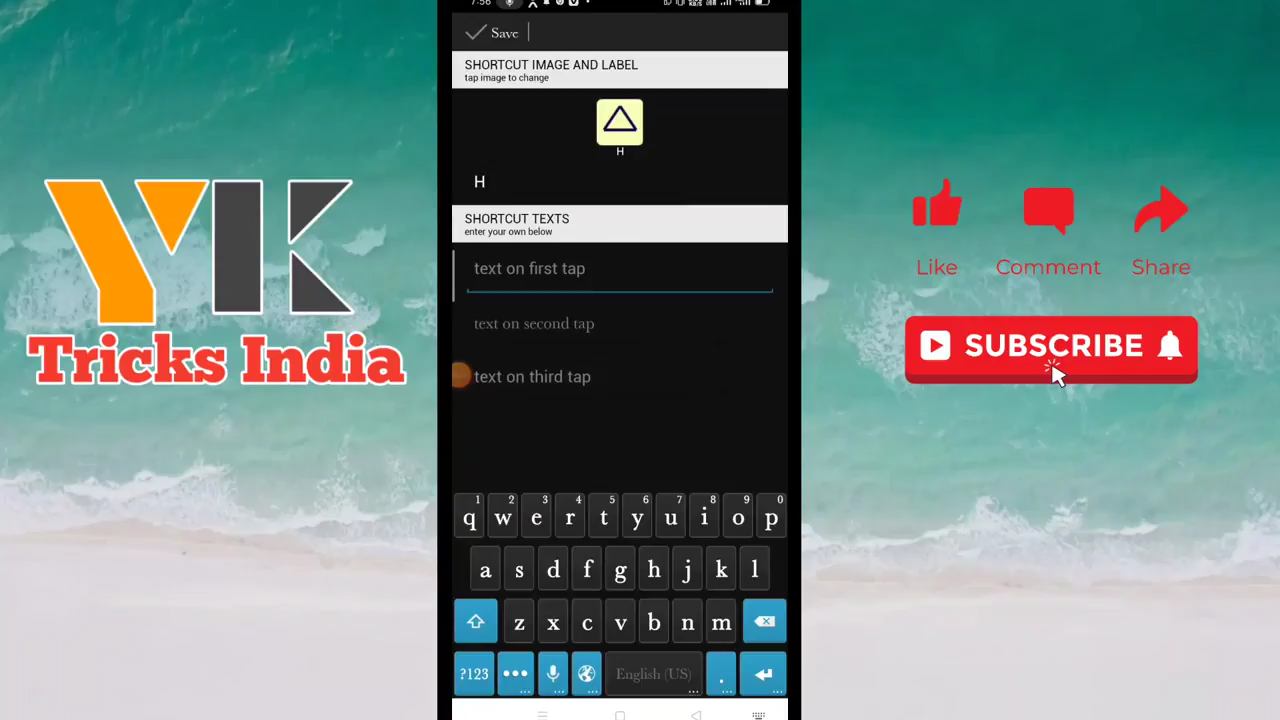 7:56
Save
SHORTCUT IMAGE AND LABEL
tap image to change
H
H
SHORTCUT TEXTS
enter your own below
text on first tap
text on second tap
text on third tap
1 2 3 4 5 6 7 8 9 0
q w e r t y u i o p
a s d f g h j k l
z x c v b n m
?123 ••• English (US) .
YK
Tricks India
Like Comment Share
SUBSCRIBE